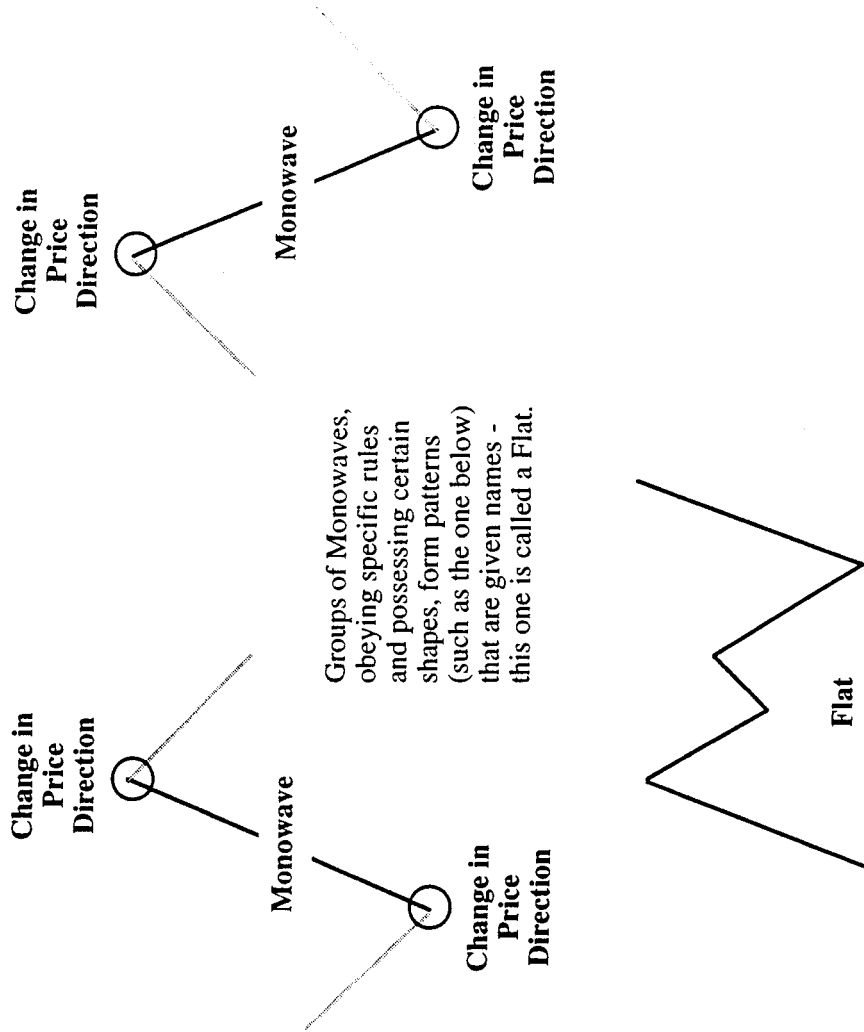 Change in
Price
Direction
Monowave
Change in
Price
Direction
Change in
Price
Direction
Monowave
Change in
Price
Direction
Groups of Monowaves,
obeying specific rules
and possessing certain
shapes, form patterns
(such as the one below)
that are given names -
this one is called a Flat.
Flat